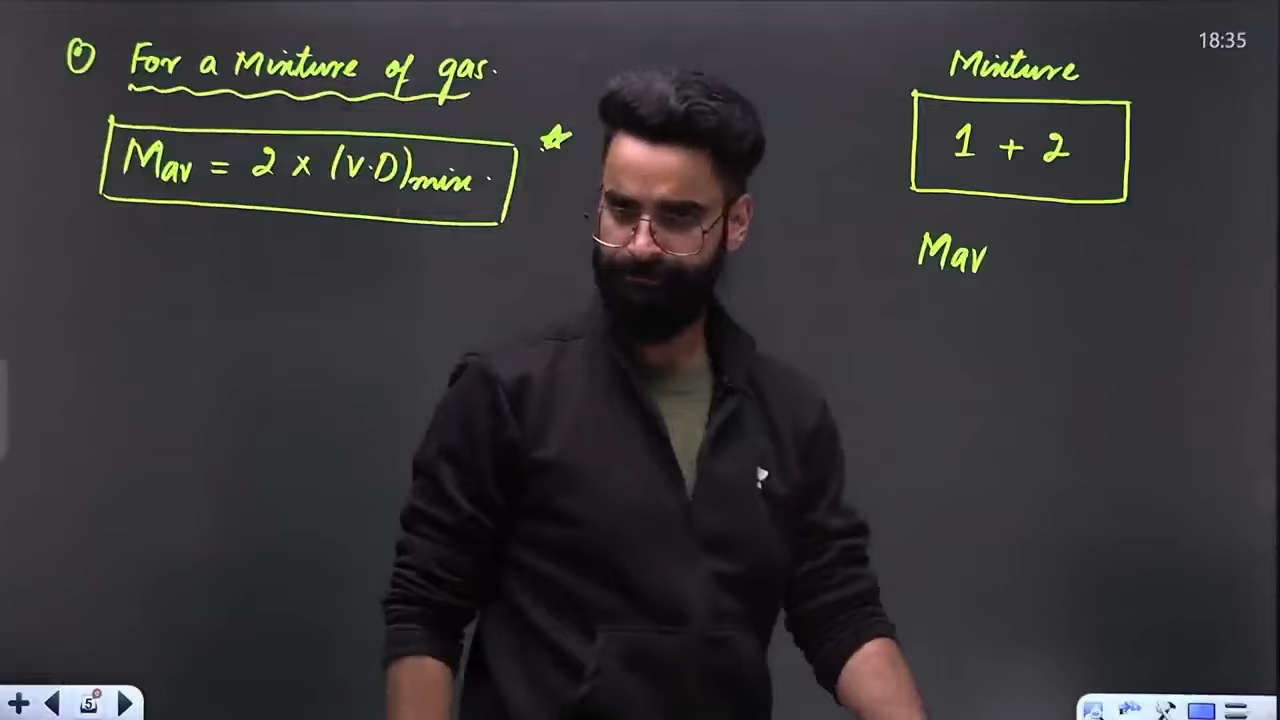 For a Mixture of gas.
Mav = 2 x (V.D)mix.
18:35
Mixture
1 + 2
Mav
5